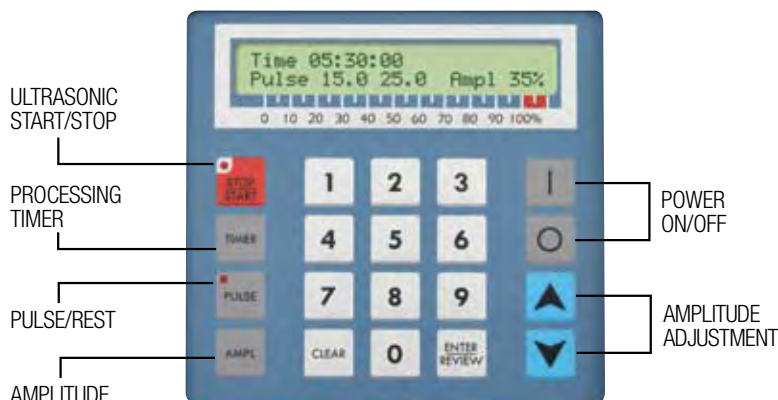 Time 05:30:00
Pulse 15.0 25.0 Ampl 35%
0 10 20 30 40 50 60 70 80 90 100%
ULTRASONIC
START/STOP
STOP
START
1 2 3
|
POWER
ON/OFF
PROCESSING
TIMER
TIMER
4 5 6
O
PULSE/REST
PULSE
7 8 9
AMPLITUDE
ADJUSTMENT
AMPL
CLEAR
0
ENTER
REVIEW
AMPLITUDE